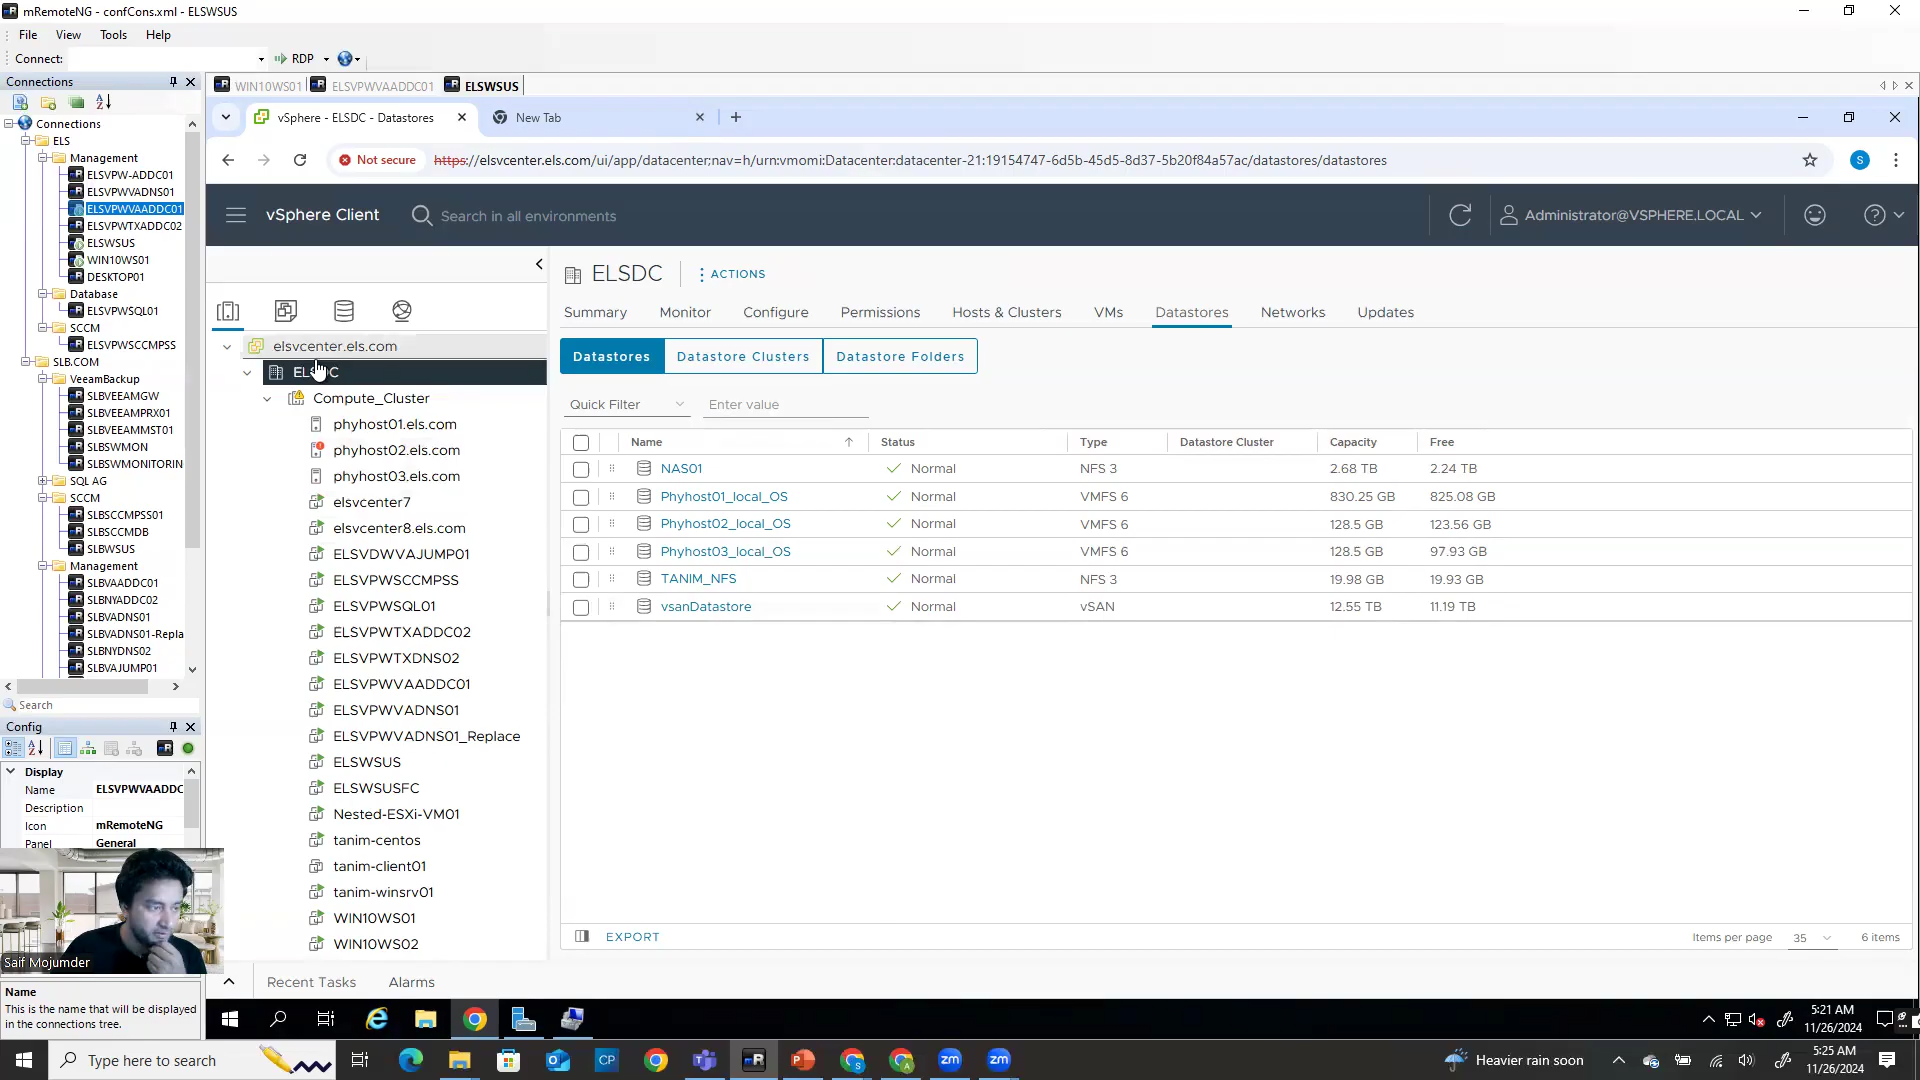 mRemoteNG - confCons.xml - ELSWSUS
File View Tools Help
Connect: RDP
Connections
WIN10WS01 ELSVPWVAADDC01 ELSWSUS
vSphere - ELSDC - Datastores New Tab
Not secure https://elsvcenter.els.com/ui/app/datacenter;nav=h/urn:vmomi:Datacenter:datacenter-21:19154747-6d5b-45d5-8d37-5b20f84a57ac/datastores/datastores
vSphere Client Search in all environments Administrator@VSPHERE.LOCAL
Connections
ELS
Management
ELSVPW-ADDC01
ELSVPWVADNS01
ELSVPWVAADDC01
ELSVPWTXADDC02
ELSWSUS
WIN10WS01
DESKTOP01
Database
ELSVPWSQL01
SCCM
ELSVPWSCCMPSS
SLB.COM
VeeamBackup
SLBVEEAMGW
SLBVEEAMPRX01
SLBVEEAMMST01
SLBSWMON
SLBSWMONITORIN
SQL AG
SCCM
SLBSCCMPSS01
SLBSCCMDB
SLBWSUS
Management
SLBVAADDC01
SLBNYADDC02
SLBVADNS01
SLBVADNS01-Repla
SLBNYDNS02
SLBVAJUMP01
Search
Config
Display
Name ELSVPWVAADDC
Description
Icon mRemoteNG
Panel General
Saif Mojumder
Name
This is the name that will be displayed
in the connections tree.
elsvcenter.els.com
ELSDC
Compute_Cluster
phyhost01.els.com
phyhost02.els.com
phyhost03.els.com
elsvcenter7
elsvcenter8.els.com
ELSVDWVAJUMP01
ELSVPWSCCMPSS
ELSVPWSQL01
ELSVPWTXADDC02
ELSVPWTXDNS02
ELSVPWVAADDC01
ELSVPWVADNS01
ELSVPWVADNS01_Replace
ELSWSUS
ELSWSUSFC
Nested-ESXi-VM01
tanim-centos
tanim-client01
tanim-winsrv01
WIN10WS01
WIN10WS02
ELSDC ACTIONS
Summary Monitor Configure Permissions Hosts & Clusters VMs Datastores Networks Updates
Datastores Datastore Clusters Datastore Folders
Quick Filter Enter value
Name Status Type Datastore Cluster Capacity Free
NAS01 Normal NFS 3 2.68 TB 2.24 TB
Phyhost01_local_OS Normal VMFS 6 830.25 GB 825.08 GB
Phyhost02_local_OS Normal VMFS 6 128.5 GB 123.56 GB
Phyhost03_local_OS Normal VMFS 6 128.5 GB 97.93 GB
TANIM_NFS Normal NFS 3 19.98 GB 19.93 GB
vsanDatastore Normal vSAN 12.55 TB 11.19 TB
EXPORT Items per page 35 6 items
Recent Tasks Alarms
5:21 AM
11/26/2024
Type here to search Heavier rain soon
5:25 AM
11/26/2024